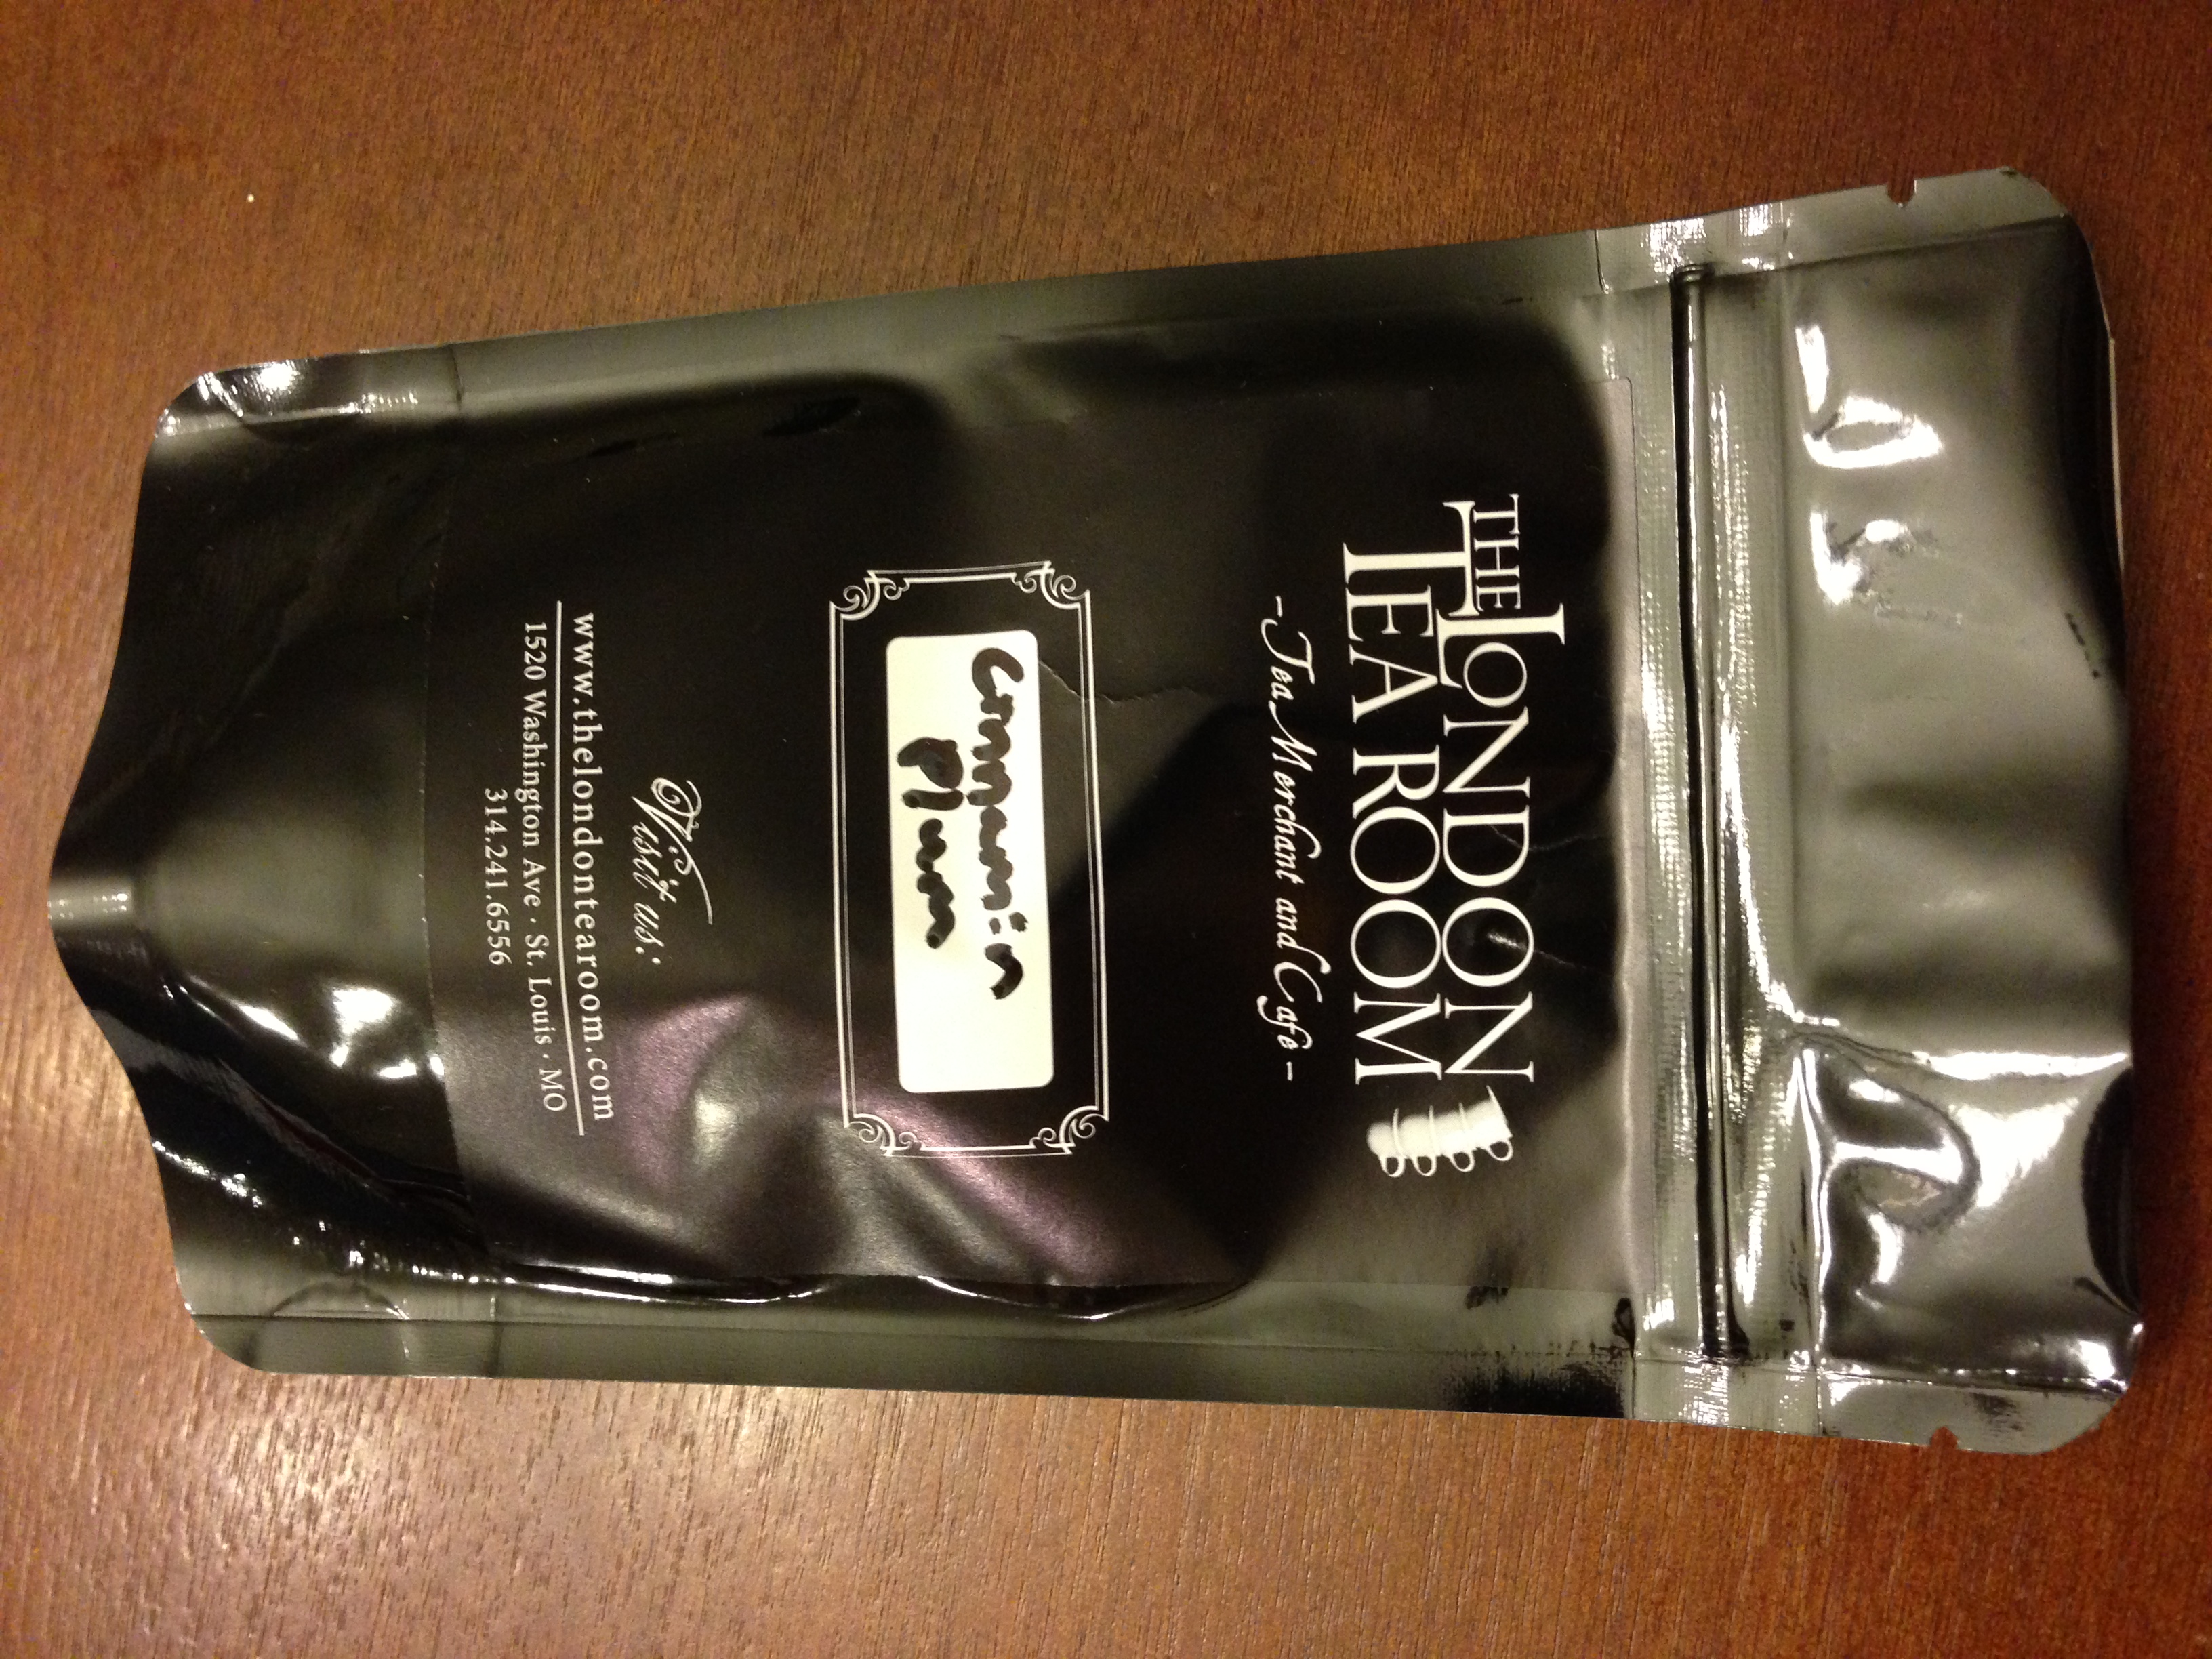 THE LONDON
TEA ROOM
- Tea Merchant and Cafe -
Plum
Visit us:
www.thelondontearoom.com
1520 Washington Ave · St. Louis · MO
314.241.6556